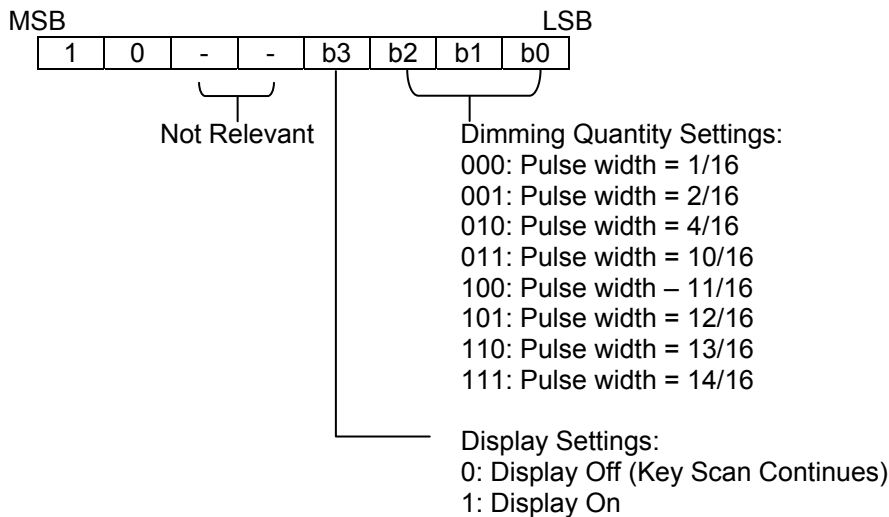 MSB LSB
1 0 - - b3 b2 b1 b0
Not Relevant
Dimming Quantity Settings:
000: Pulse width = 1/16
001: Pulse width = 2/16
010: Pulse width = 4/16
011: Pulse width = 10/16
100: Pulse width – 11/16
101: Pulse width = 12/16
110: Pulse width = 13/16
111: Pulse width = 14/16
Display Settings:
0: Display Off (Key Scan Continues)
1: Display On